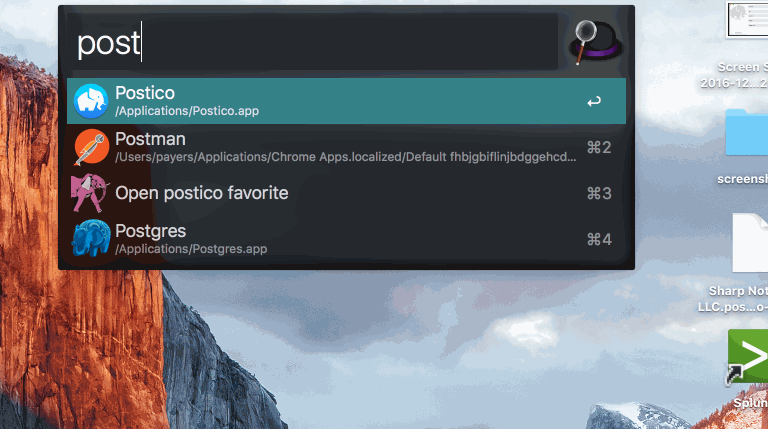 post
Postico
/Applications/Postico.app
Postman
/Users/payers/Applications/Chrome Apps.localized/Default fhbjgbiflinjbdggehcd...
⌘2
Open postico favorite
⌘3
Postgres
/Applications/Postgres.app
⌘4
Screen S
2016-12...2
screensh
Sharp Not
LLC.pos...o-
Splun